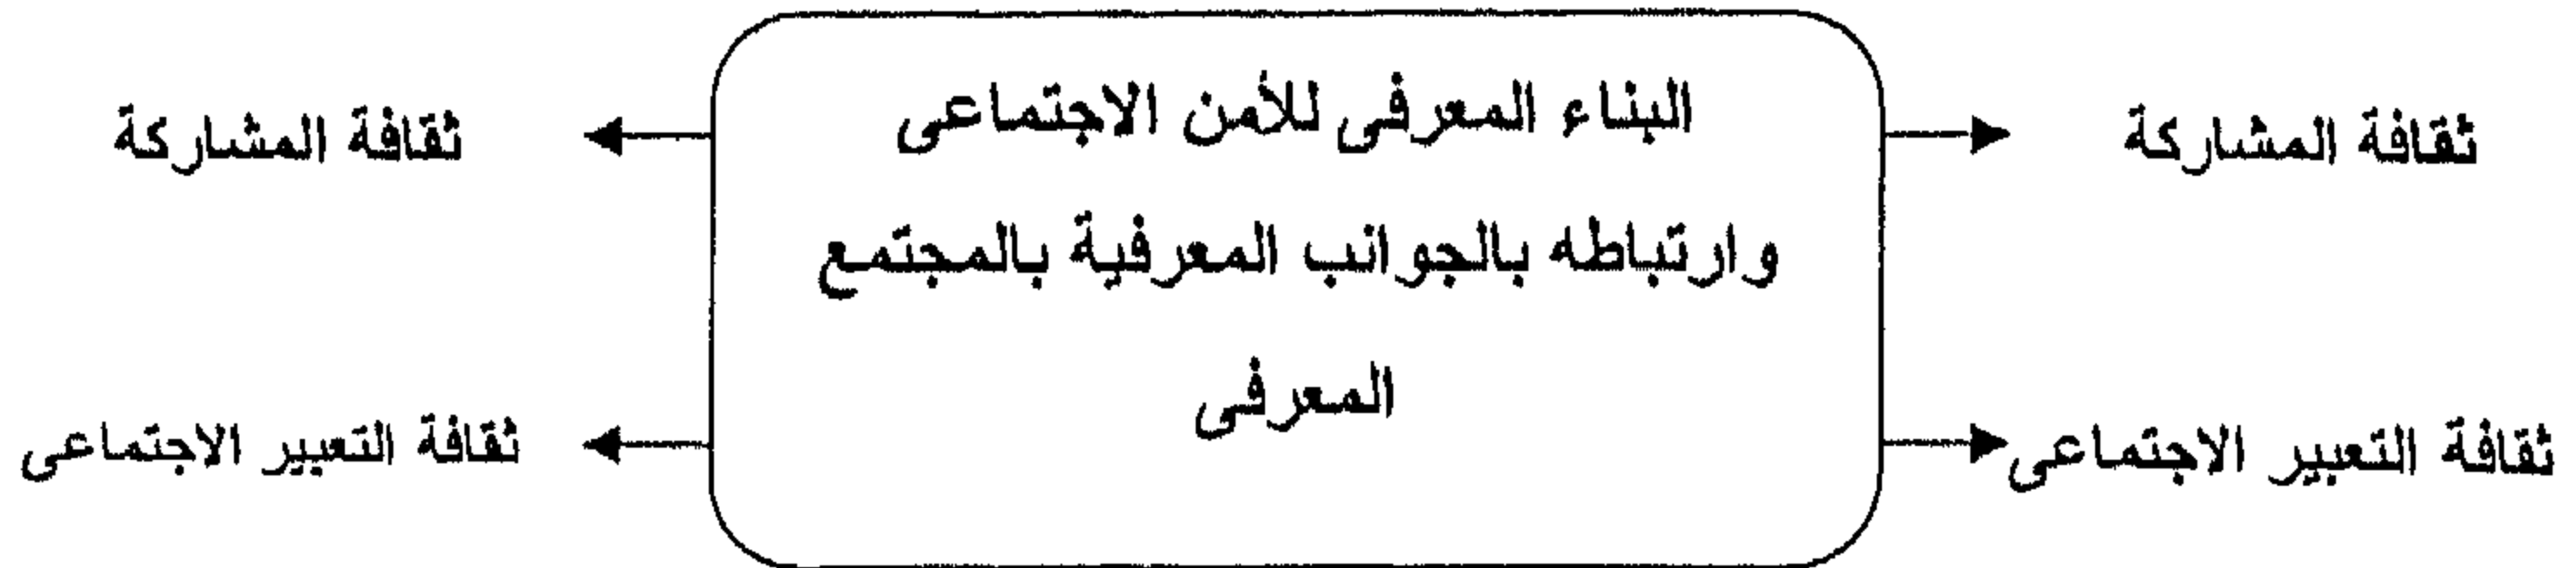 البناء المعرفى للأمن الاجتماعى
وارتباطه بالجوانب المعرفية بالمجتمع
المعرفى
ثقافة المشاركة
ثقافة المشاركة
ثقافة التعبير الاجتماعى
ثقافة التعبير الاجتماعى